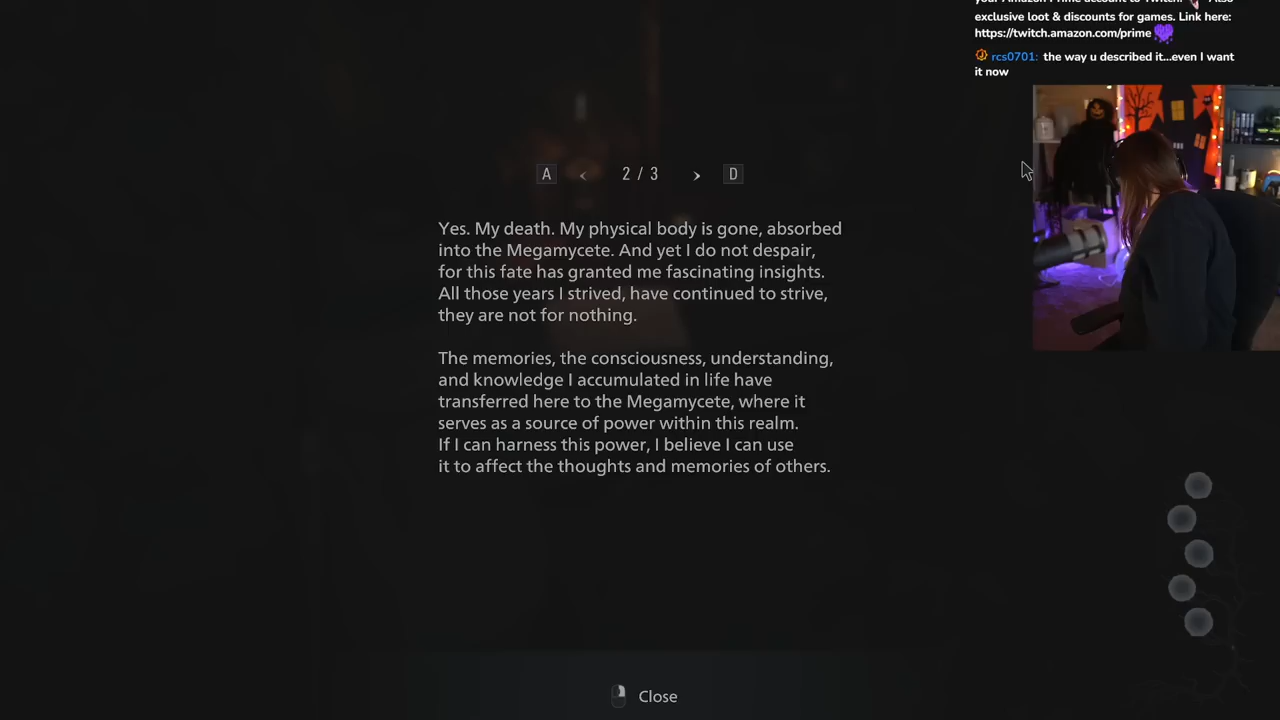 exclusive loot & discounts for games. Link here:
https://twitch.amazon.com/prime
rcs0701: the way u described it...even I want
it now
A < 2 / 3 > D
Yes. My death. My physical body is gone, absorbed
into the Megamycete. And yet I do not despair,
for this fate has granted me fascinating insights.
All those years I strived, have continued to strive,
they are not for nothing.
The memories, the consciousness, understanding,
and knowledge I accumulated in life have
transferred here to the Megamycete, where it
serves as a source of power within this realm.
If I can harness this power, I believe I can use
it to affect the thoughts and memories of others.
Close